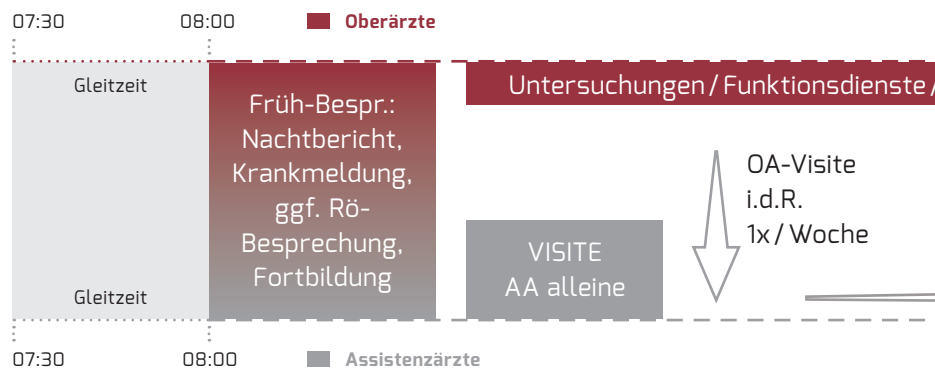 07:30 08:00 Oberärzte
Gleitzeit
Früh-Bespr.:
Nachtbericht,
Krankmeldung,
ggf. Rö-
Besprechung,
Fortbildung
Gleitzeit
Untersuchungen / Funktionsdienste /
VISITE
AA alleine
OA-Visite
i.d.R.
1x / Woche
07:30 08:00 Assistenzärzte